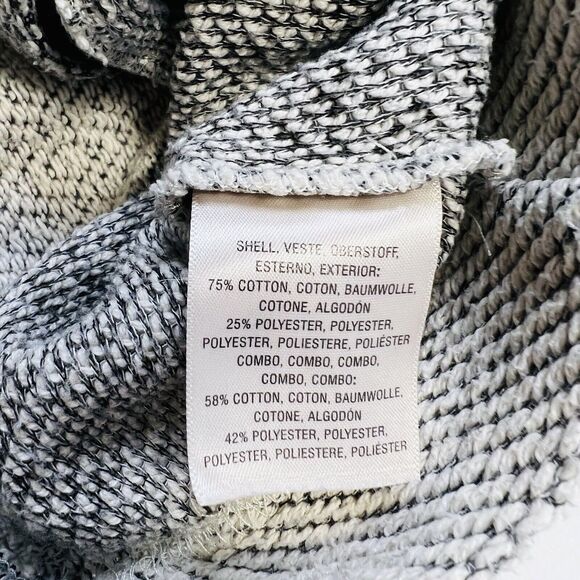 SHELL, VESTE, OBERSTOFF,
ESTERNO, EXTERIOR:
75% COTTON, COTON, BAUMWOLLE,
COTONE, ALGODÓN
25% POLYESTER, POLYESTER,
POLYESTER, POLIESTERE, POLIÉSTER
COMBO, COMBO, COMBO,
COMBO, COMBO:
58% COTTON, COTON, BAUMWOLLE,
COTONE, ALGODÓN
42% POLYESTER, POLYESTER,
POLYESTER, POLIESTERE, POLIÉSTER